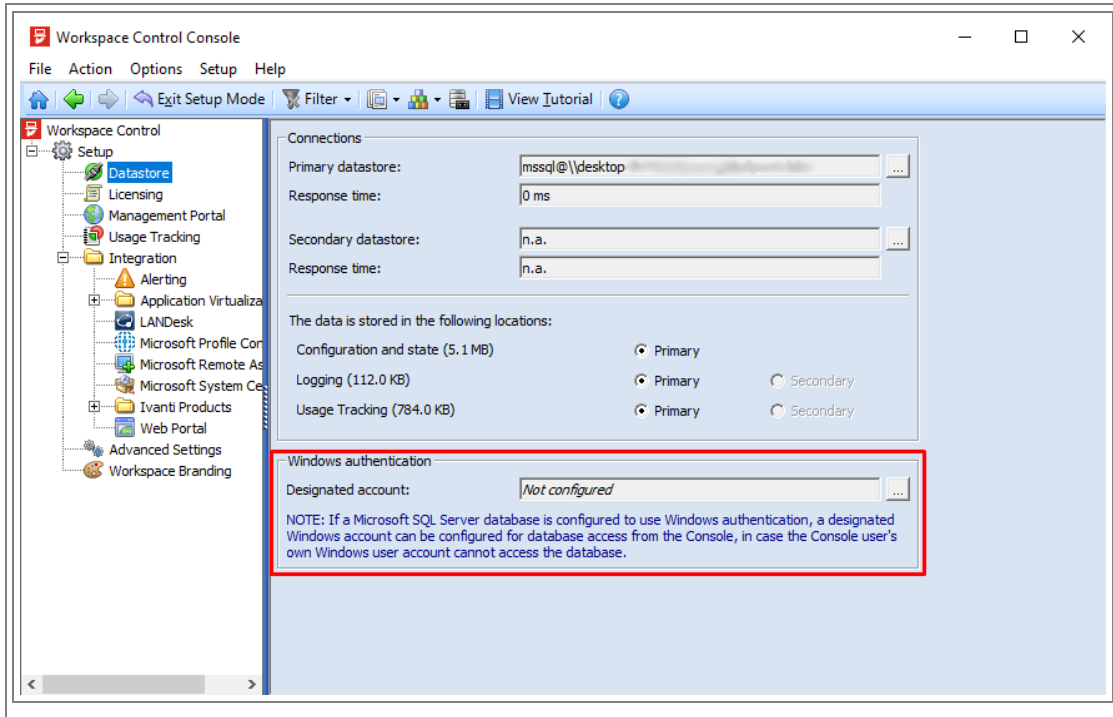 Workspace Control Console
File Action Options Setup Help
Exit Setup Mode Filter View Tutorial
Workspace Control
Setup
Datastore
Licensing
Management Portal
Usage Tracking
Integration
Alerting
Application Virtualiza
LANDesk
Microsoft Profile Con
Microsoft Remote As
Microsoft System Ce
Ivanti Products
Web Portal
Advanced Settings
Workspace Branding
Connections
Primary datastore: mssql@\\desktop ...
Response time: 0 ms
Secondary datastore: n.a. ...
Response time: n.a.
The data is stored in the following locations:
Configuration and state (5.1 MB) Primary
Logging (112.0 KB) Primary Secondary
Usage Tracking (784.0 KB) Primary Secondary
Windows authentication
Designated account: Not configured ...
NOTE: If a Microsoft SQL Server database is configured to use Windows authentication, a designated
Windows account can be configured for database access from the Console, in case the Console user's
own Windows user account cannot access the database.